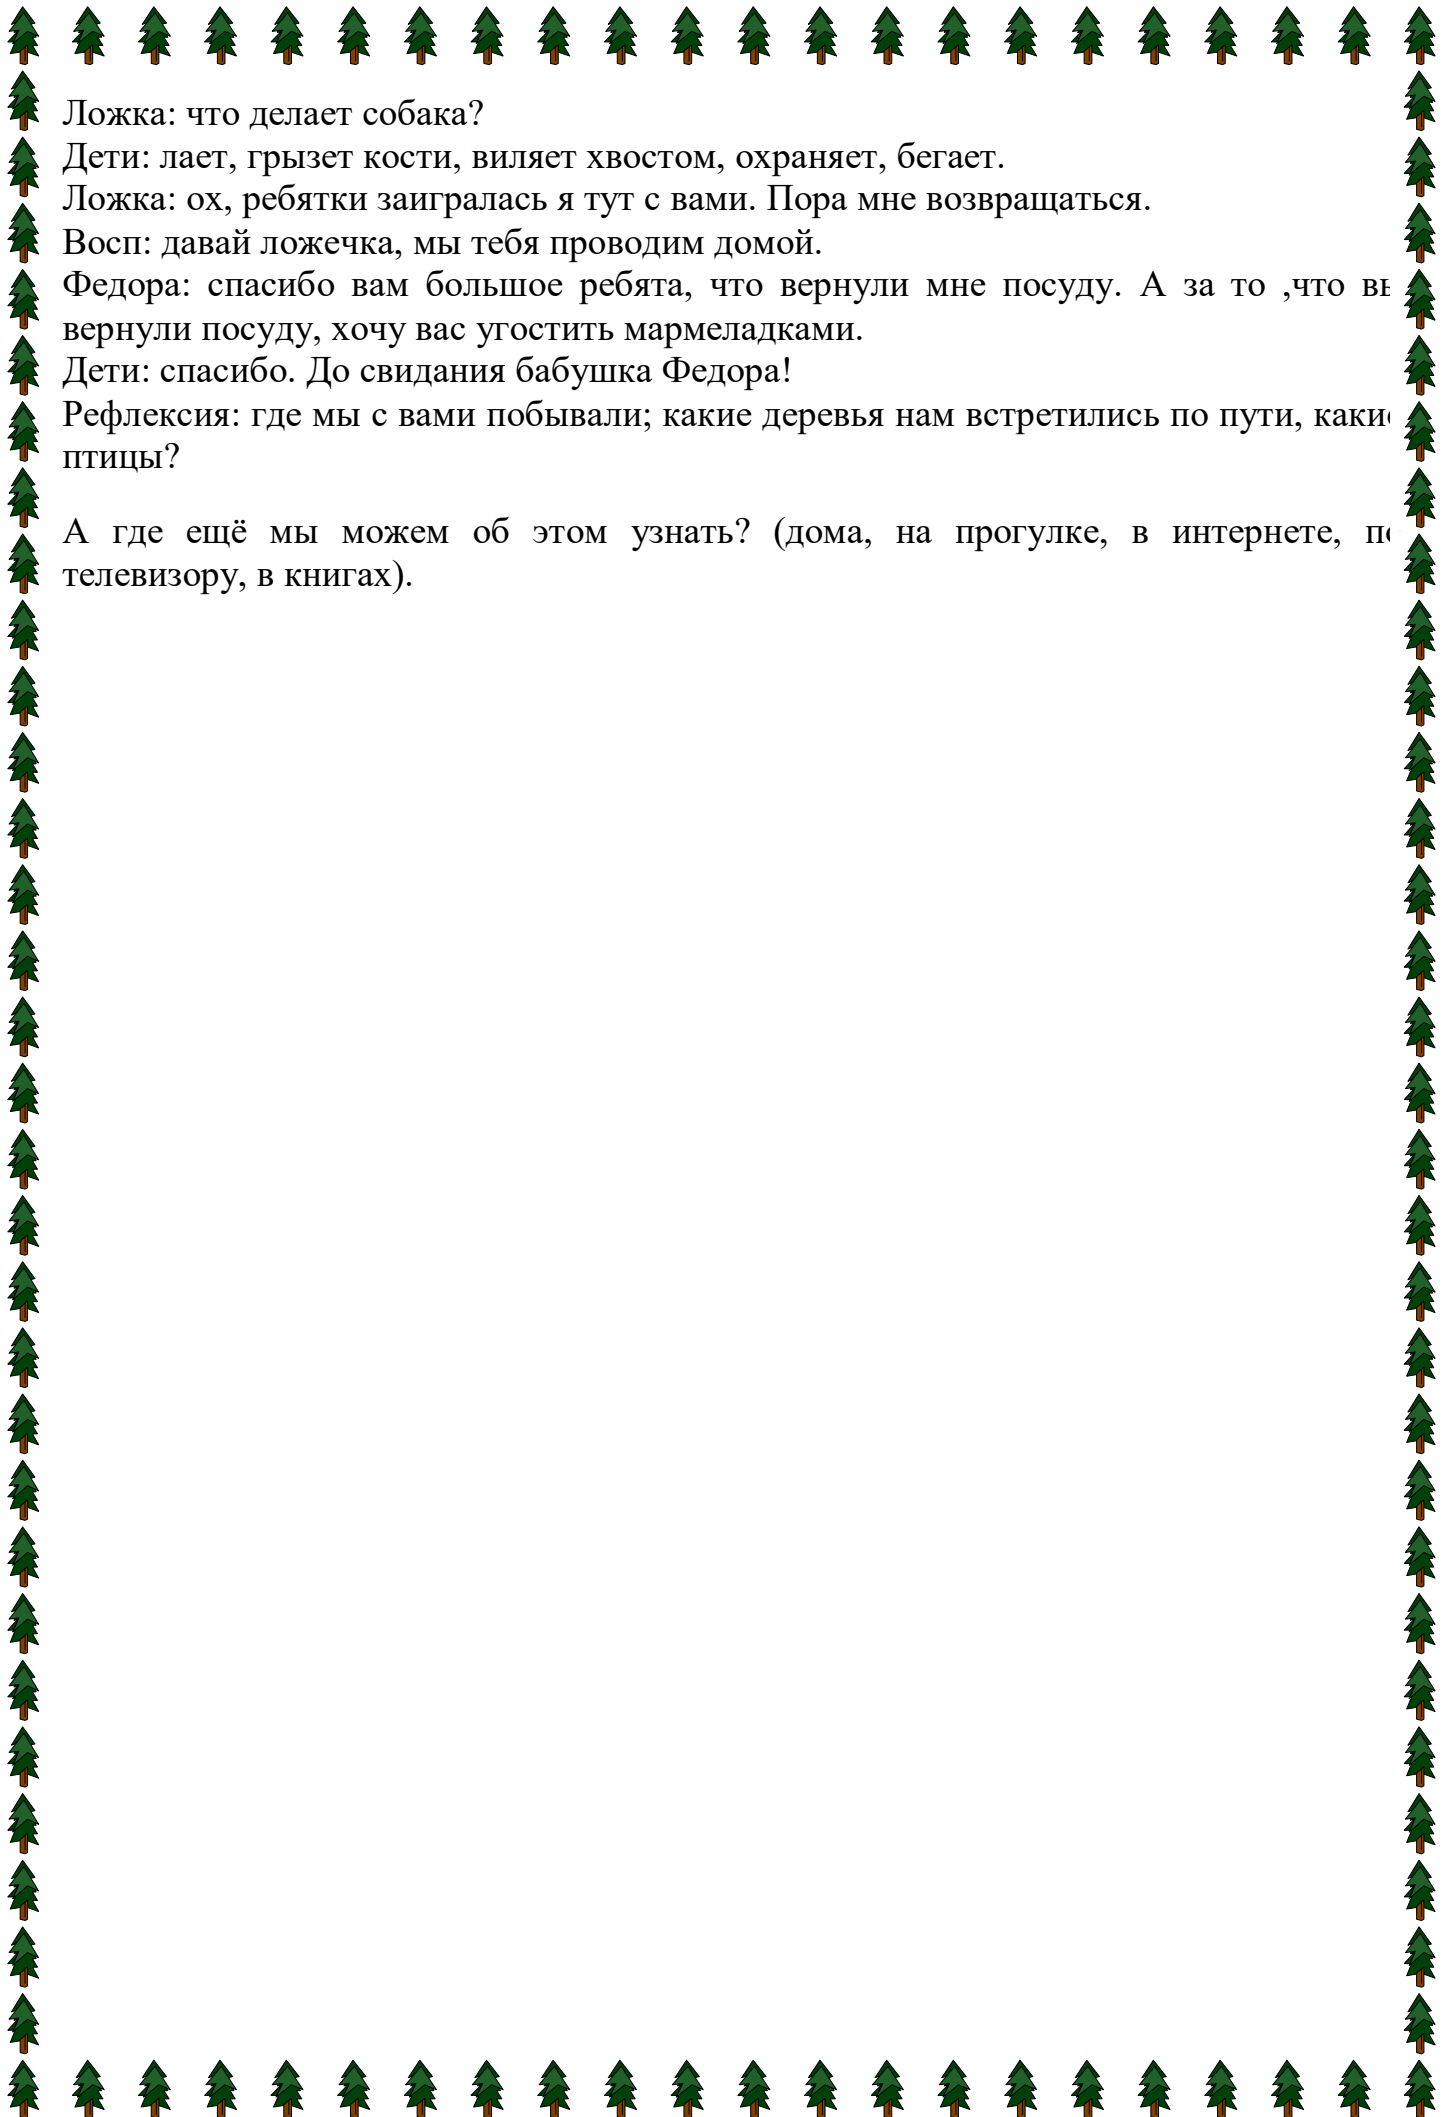 Ложка: что делает собака?
Дети: лает, грызет кости, виляет хвостом, охраняет, бегает.
Ложка: ох, ребятки заигралась я тут с вами. Пора мне возвращаться.
Восп: давай ложечка, мы тебя проводим домой.
Федора: спасибо вам большое ребята, что вернули мне посуду. А за то ,что вы
вернули посуду, хочу вас угостить мармеладками.
Дети: спасибо. До свидания бабушка Федора!
Рефлексия: где мы с вами побывали; какие деревья нам встретились по пути, какие
птицы?
А где ещё мы можем об этом узнать? (дома, на прогулке, в интернете, по
телевизору, в книгах).